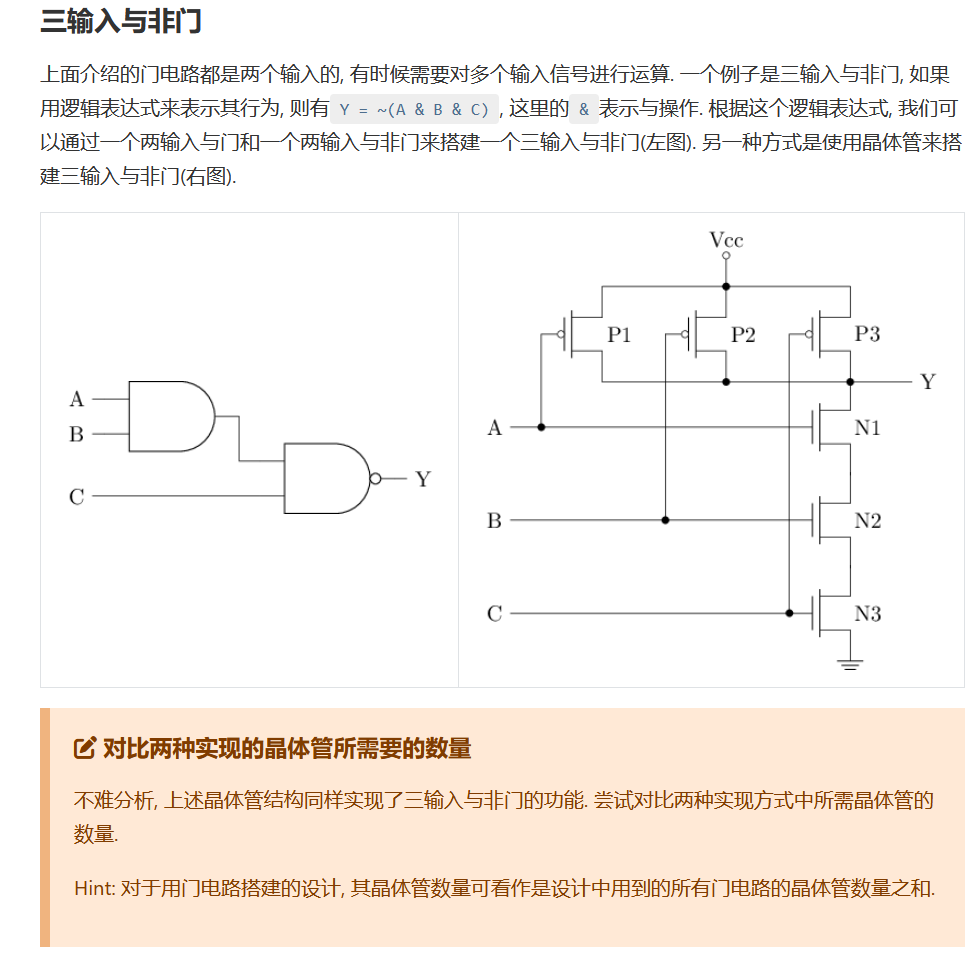 三输入与非门
上面介绍的门电路都是两个输入的, 有时候需要对多个输入信号进行运算. 一个例子是三输入与非门, 如果
用逻辑表达式来表示其行为, 则有 Y = ~(A & B & C) , 这里的 & 表示与操作. 根据这个逻辑表达式, 我们可
以通过一个两输入与门和一个两输入与非门来搭建一个三输入与非门(左图). 另一种方式是使用晶体管来搭
建三输入与非门(右图).
A
B
C
Y
Vcc
P1
P2
P3
Y
A
N1
B
N2
C
N3
对比两种实现的晶体管所需要的数量
不难分析, 上述晶体管结构同样实现了三输入与非门的功能. 尝试对比两种实现方式中所需晶体管的
数量.
Hint: 对于用门电路搭建的设计, 其晶体管数量可看作是设计中用到的所有门电路的晶体管数量之和.